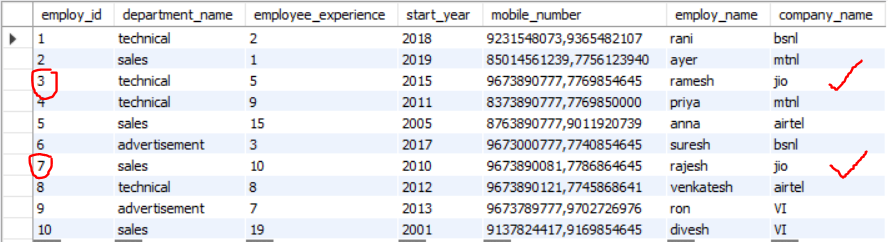 employ_id department_name employee_experience start_year mobile_number employ_name company_name
1 technical 2 2018 9231548073,9365482107 rani bsnl
2 sales 1 2019 85014561239,7756123940 ayer mtnl
3 technical 5 2015 9673890777,7769854645 ramesh jio
4 technical 9 2011 8373890777,7769850000 priya mtnl
5 sales 15 2005 8763890777,9011920739 anna airtel
6 advertisement 3 2017 9673000777,7740854645 suresh bsnl
7 sales 10 2010 9673890081,7786864645 rajesh jio
8 technical 8 2012 9673890121,7745868641 venkatesh airtel
9 advertisement 7 2013 9673789777,9702726976 ron VI
10 sales 19 2001 9137824417,9169854645 divesh VI